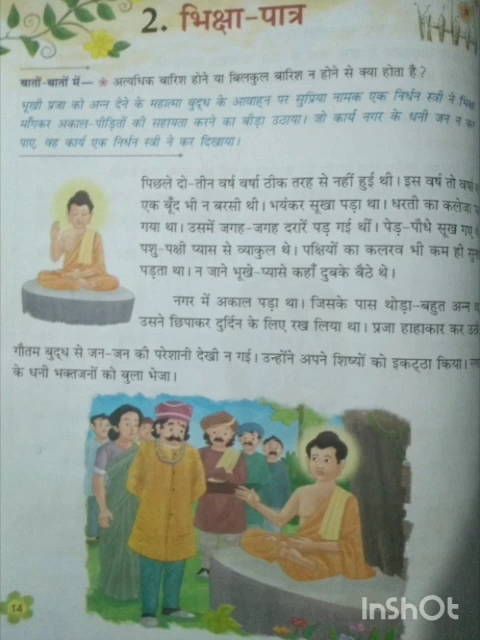 2. भिक्षा-पात्र
बातों-बातों में— अत्यधिक बारिश होने या बिलकुल बारिश न होने से क्या होता है ?
भूखी प्रजा को अन्न देने के महात्मा बुद्ध के आवाहन पर सुप्रिया नामक एक निर्धन स्त्री ने
माँगकर अकाल-पीड़ितों की सहायता करने का बीड़ा उठाया। जो कार्य नगर के धनी जन न
पाए, वह कार्य एक निर्धन स्त्री ने कर दिखाया।
पिछले दो-तीन वर्ष वर्षा ठीक तरह से नहीं हुई थी। इस वर्ष तो
एक बूँद भी न बरसी थी। भयंकर सूखा पड़ा था। धरती का कलेजा
गया था। उसमें जगह-जगह दरारें पड़ गई थीं। पेड़-पौधे सूख गए
पशु-पक्षी प्यास से व्याकुल थे। पक्षियों का कलरव भी कम ही
पड़ता था। न जाने भूखे-प्यासे कहाँ दुबके बैठे थे।
नगर में अकाल पड़ा था। जिसके पास थोड़ा-बहुत अन्न
उसने छिपाकर दुर्दिन के लिए रख लिया था। प्रजा हाहाकार कर
गौतम बुद्ध से जन-जन की परेशानी देखी न गई। उन्होंने अपने शिष्यों को इकट्ठा किया।
के धनी भक्तजनों को बुला भेजा।
14
InShOt